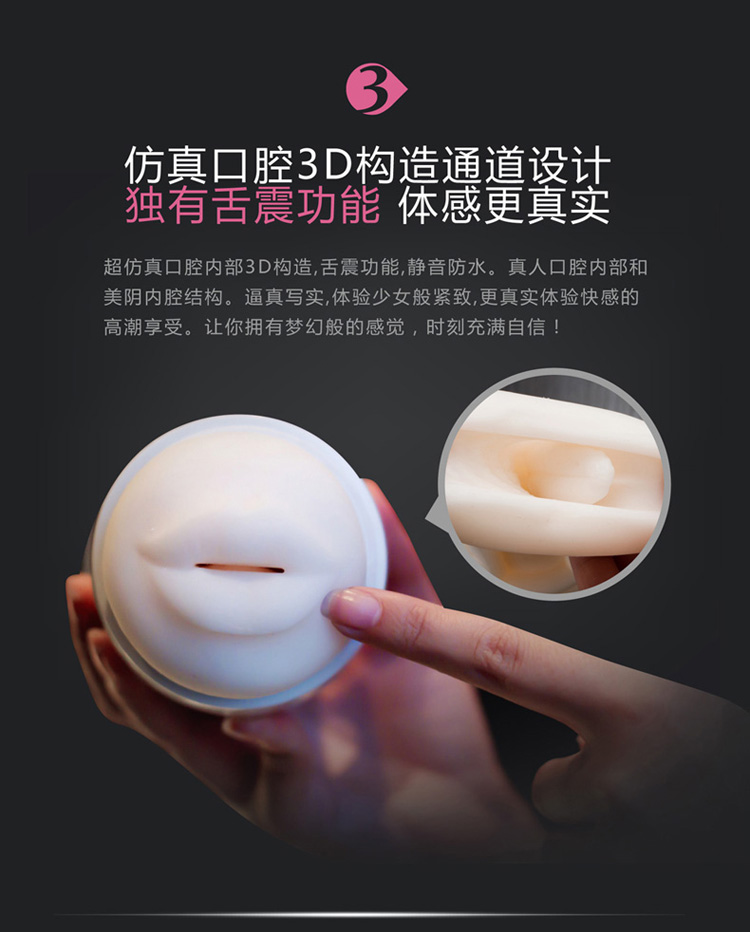 3
仿真口腔3D构造通道设计
独有舌震功能 体感更真实
超仿真口腔内部3D构造,舌震功能,静音防水。真人口腔内部和
美阴内腔结构。逼真写实,体验少女般紧致,更真实体验快感的
高潮享受。让你拥有梦幻般的感觉，时刻充满自信！